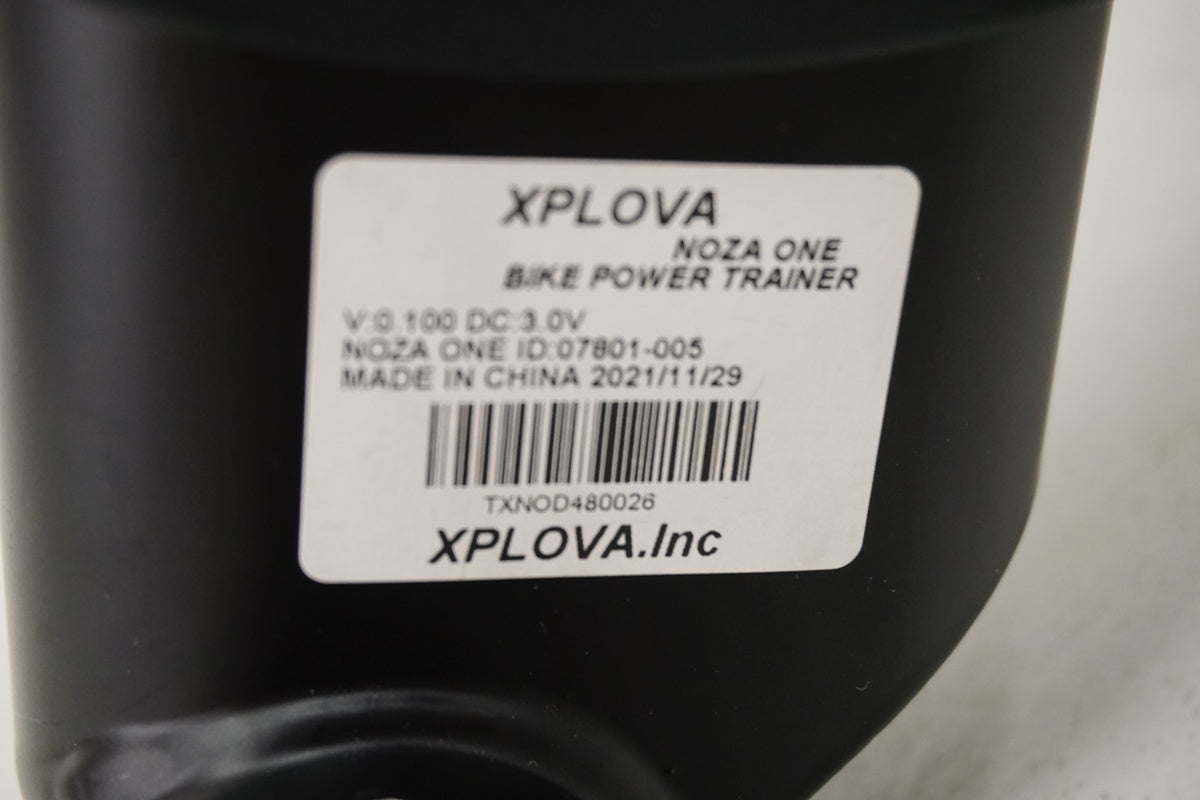 XPLOVA
NOZA ONE
BIKE POWER TRAINER
V:0.100 DC:3.0V
NOZA ONE ID:07801-005
MADE IN CHINA 2021/11/29
TXNOD480026
XPLOVA.Inc